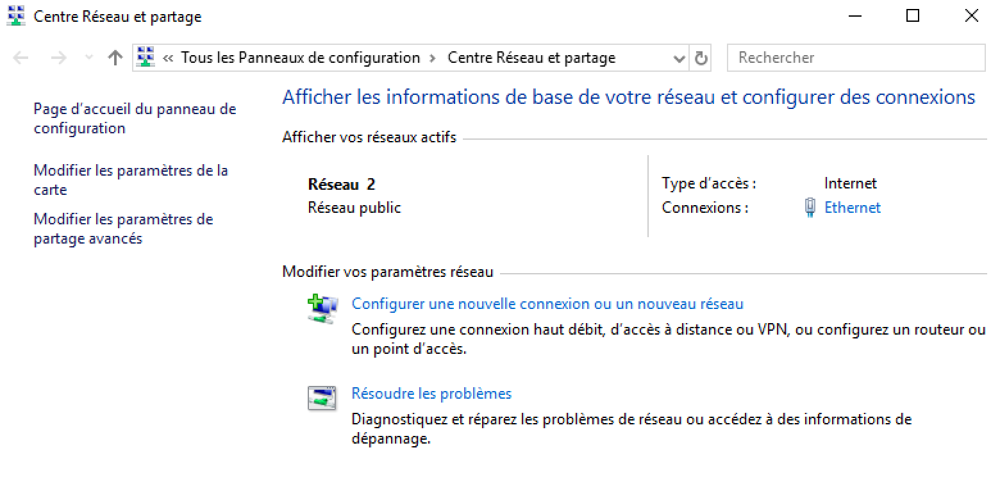 Centre Réseau et partage
« Tous les Panneaux de configuration › Centre Réseau et partage
Rechercher
Page d'accueil du panneau de
configuration
Modifier les paramètres de la
carte
Modifier les paramètres de
partage avancés
Afficher les informations de base de votre réseau et configurer des connexions
Afficher vos réseaux actifs
Réseau 2
Réseau public
Type d'accès : Internet
Connexions : Ethernet
Modifier vos paramètres réseau
Configurer une nouvelle connexion ou un nouveau réseau
Configurez une connexion haut débit, d'accès à distance ou VPN, ou configurez un routeur ou
un point d'accès.
Résoudre les problèmes
Diagnostiquez et réparez les problèmes de réseau ou accédez à des informations de
dépannage.